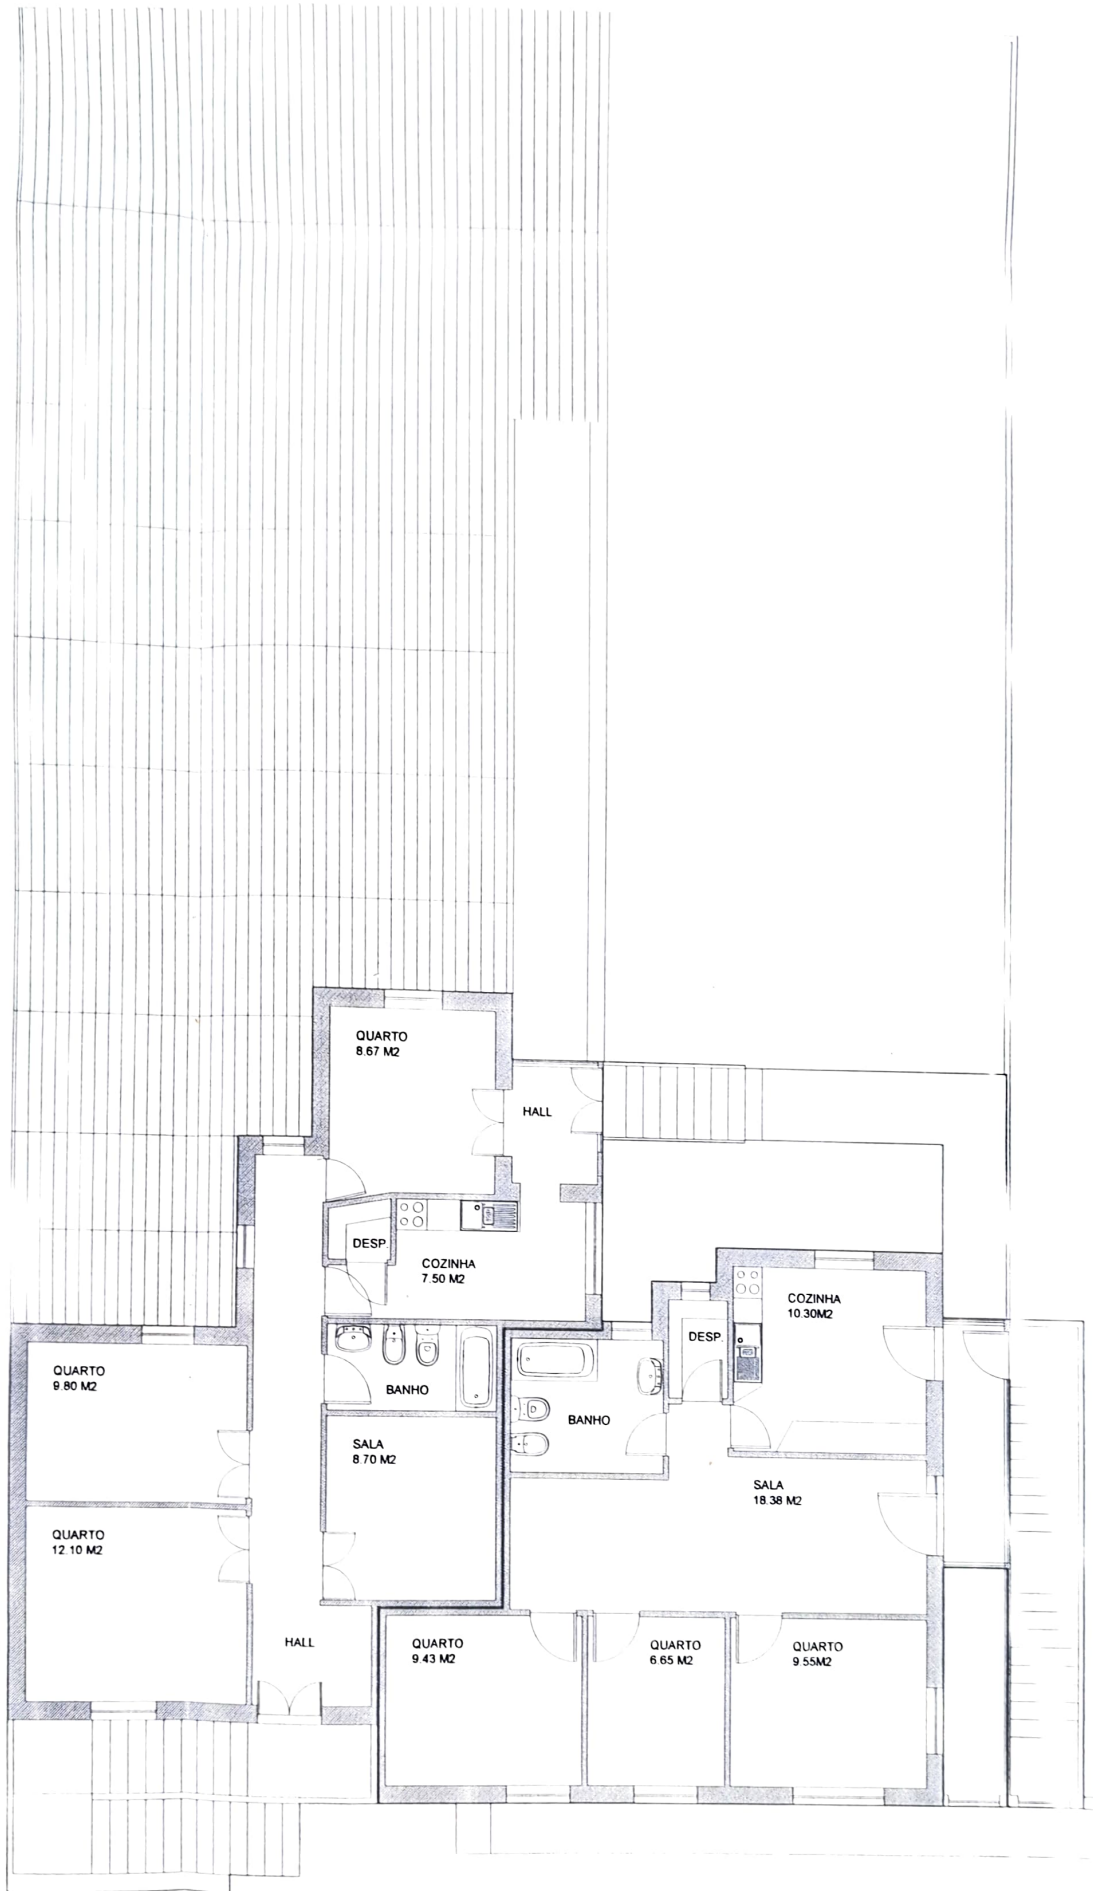 QUARTO
8.67 M2
HALL
DESP.
COZINHA
7.50 M2
COZINHA
10.30M2
DESP.
QUARTO
9.80 M2
BANHO
BANHO
SALA
8.70 M2
SALA
18.38 M2
QUARTO
12.10 M2
HALL
QUARTO
9.43 M2
QUARTO
6.65 M2
QUARTO
9.55M2